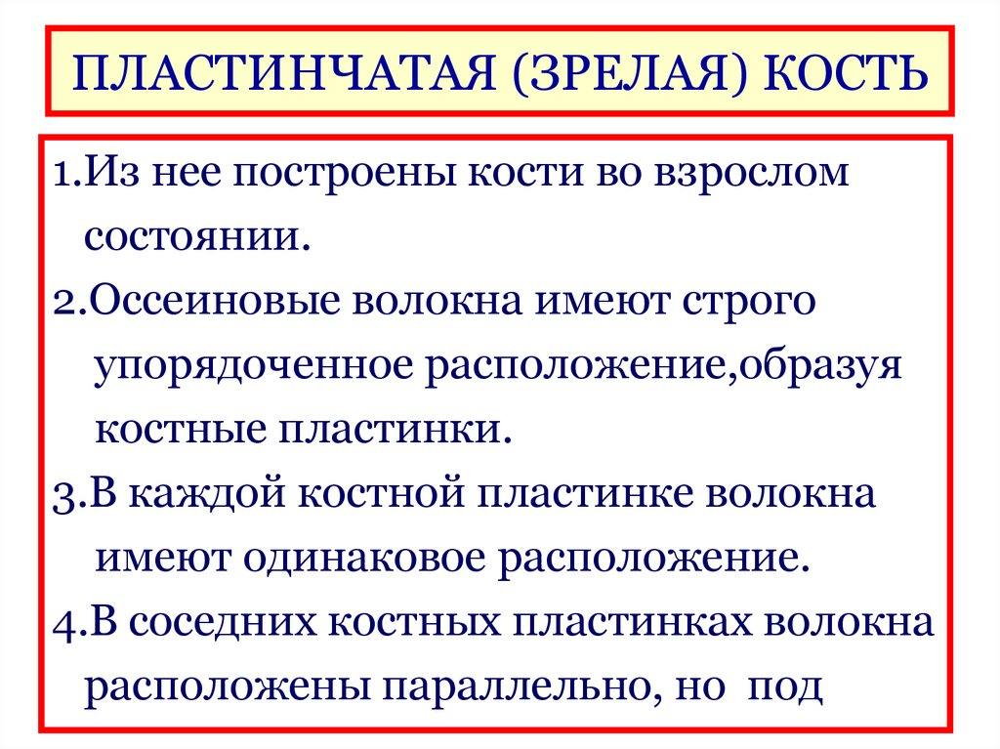 ПЛАСТИНЧАТАЯ (ЗРЕЛАЯ) КОСТЬ
1.Из нее построены кости во взрослом
состоянии.
2.Оссеиновые волокна имеют строго
упорядоченное расположение,образуя
костные пластинки.
3.В каждой костной пластинке волокна
имеют одинаковое расположение.
4.В соседних костных пластинках волокна
расположены параллельно, но под